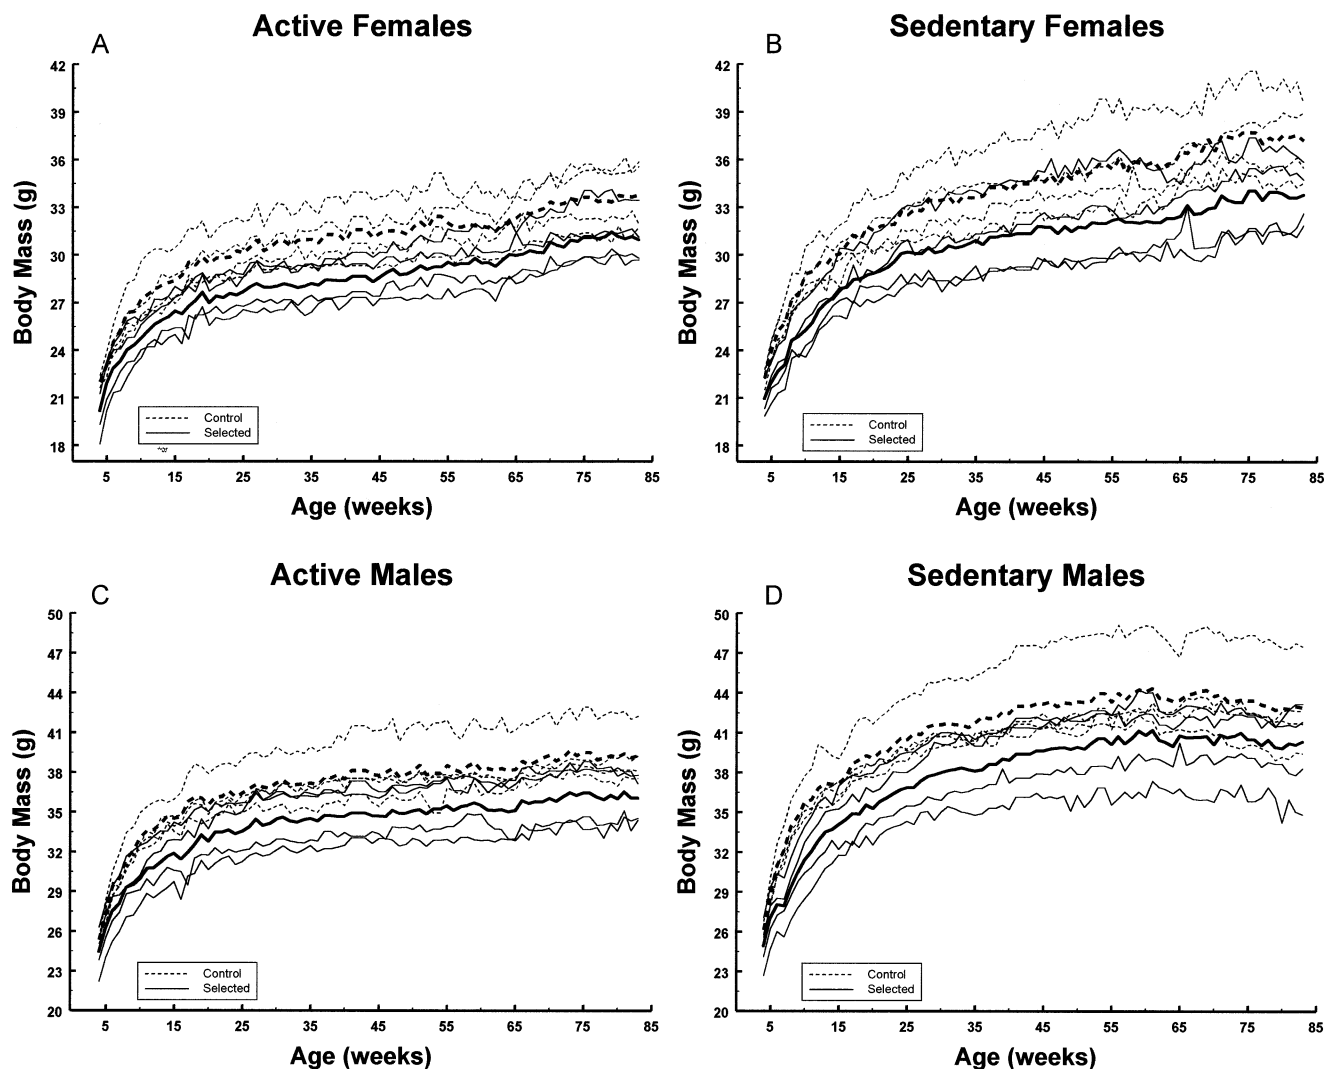 A
Active Females
Body Mass (g)
42
39
36
33
30
27
24
21
18
Control
Selected
5 15 25 35 45 55 65 75 85
Age (weeks)
B
Sedentary Females
Body Mass (g)
42
39
36
33
30
27
24
21
18
Control
Selected
5 15 25 35 45 55 65 75 85
Age (weeks)
C
Active Males
Body Mass (g)
50
47
44
41
38
35
32
29
26
23
20
Control
Selected
5 15 25 35 45 55 65 75 85
Age (weeks)
D
Sedentary Males
Body Mass (g)
50
47
44
41
38
35
32
29
26
23
20
Control
Selected
5 15 25 35 45 55 65 75 85
Age (weeks)